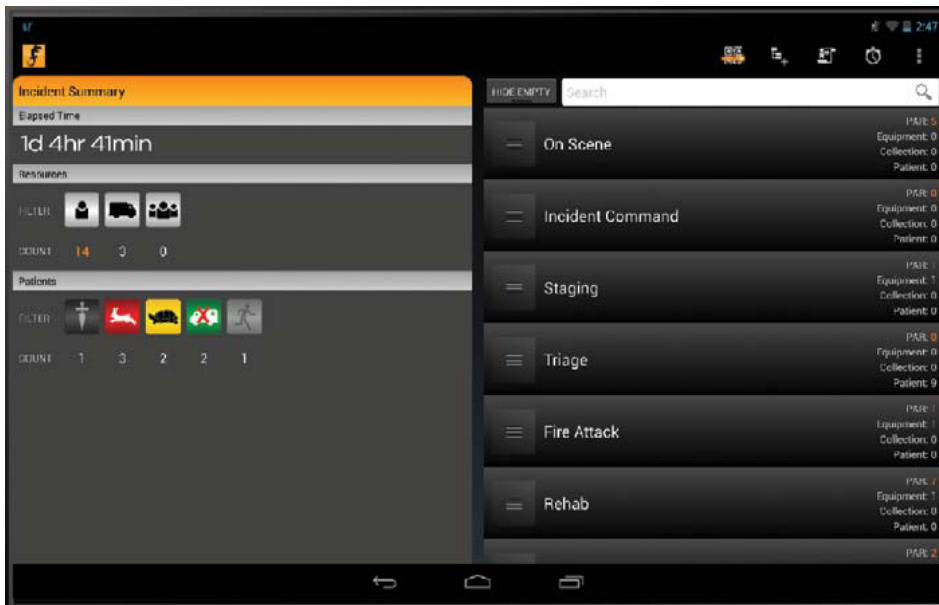 2:47
Incident Summary
Elapsed Time
1d 4hr 41min
Resources
FILTER
COUNT 14 3 0
Patients
FILTER
COUNT 1 3 2 2 1
HIDE EMPTY Search
On Scene
PAR: 5
Equipment: 0
Collection: 0
Patient: 0
Incident Command
PAR: 0
Equipment: 0
Collection: 0
Patient: 0
Staging
PAR: 1
Equipment: 1
Collection: 0
Patient: 0
Triage
PAR: 0
Equipment: 0
Collection: 0
Patient: 9
Fire Attack
PAR: 1
Equipment: 1
Collection: 0
Patient: 0
Rehab
PAR: 7
Equipment: 1
Collection: 0
Patient: 0
PAR: 2